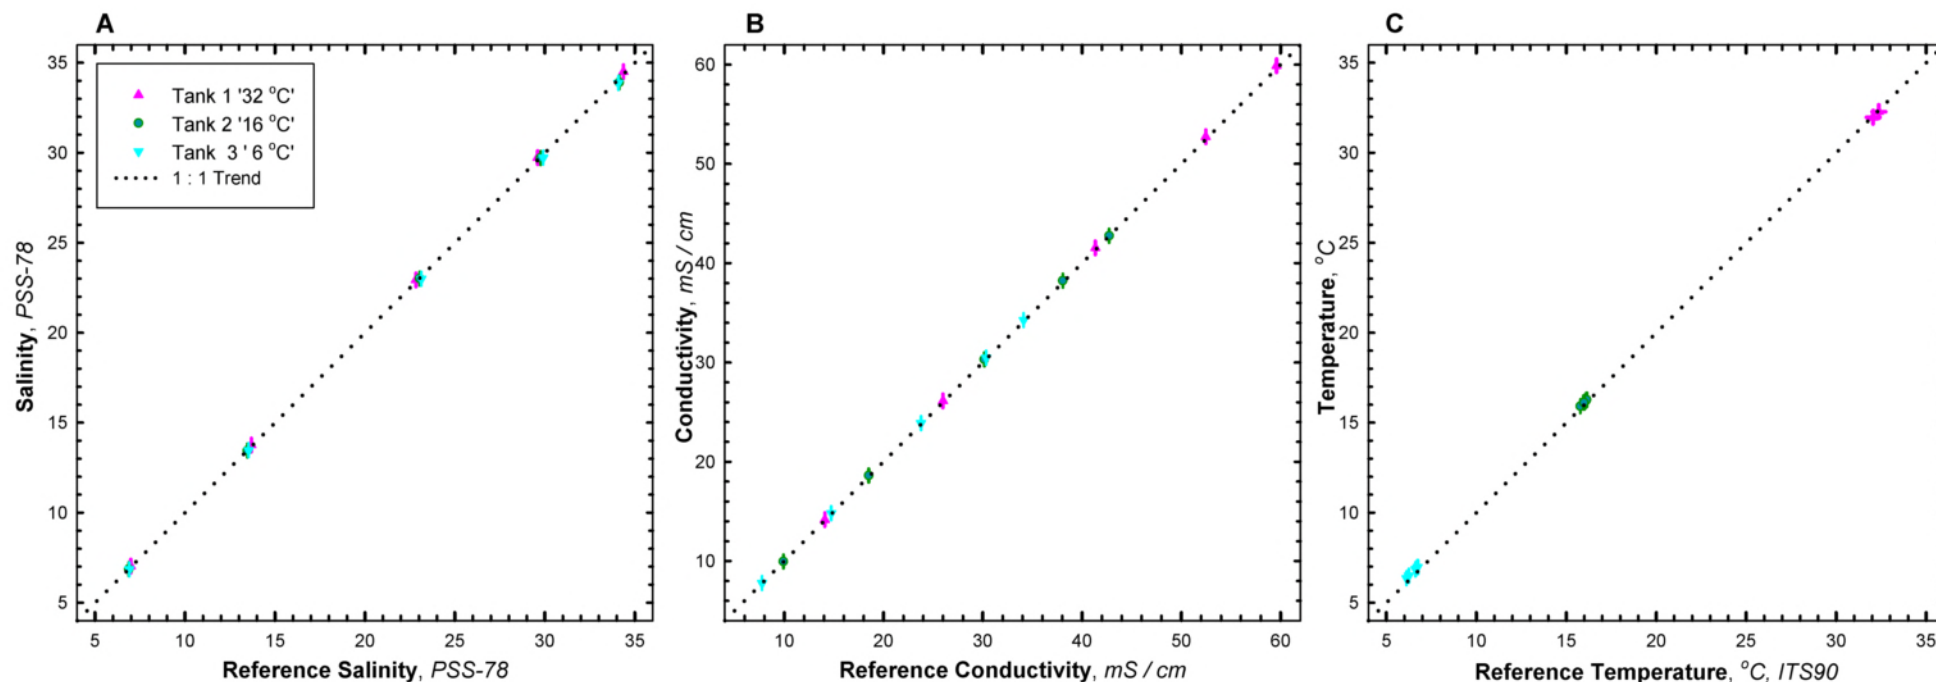 A
35
30
25
20
15
10
5
Salinity, PSS-78
Tank 1 '32 °C'
Tank 2 '16 °C'
Tank 3 ' 6 °C'
1 : 1 Trend
5 10 15 20 25 30 35
Reference Salinity, PSS-78
B
60
50
40
30
20
10
Conductivity, mS / cm
10 20 30 40 50 60
Reference Conductivity, mS / cm
C
35
30
25
20
15
10
5
Temperature, °C
5 10 15 20 25 30 35
Reference Temperature, °C, ITS90